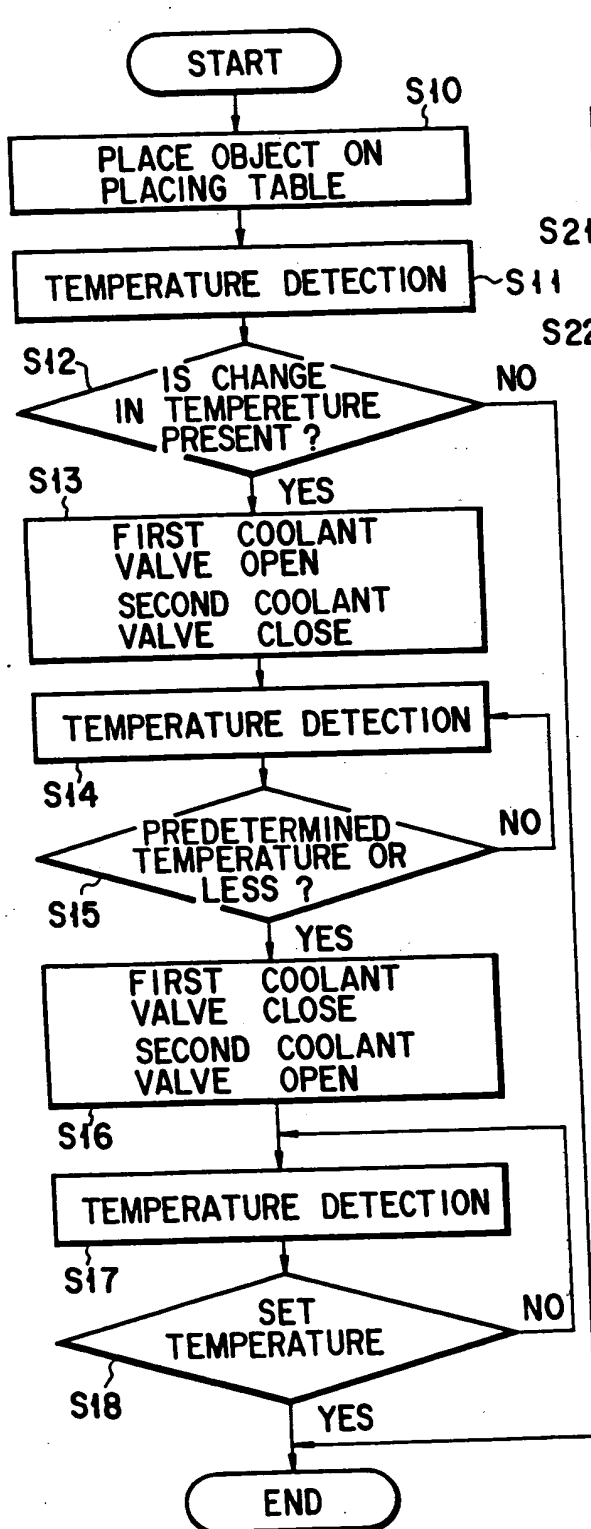 START
S10
PLACE OBJECT ON
PLACING TABLE
S21
TEMPERATURE DETECTION
S11
S22
S12
IS CHANGE
IN TEMPERETURE
PRESENT ?
NO
S13
YES
FIRST COOLANT
VALVE OPEN
SECOND COOLANT
VALVE CLOSE
TEMPERATURE DETECTION
S14
PREDETERMINED
TEMPERATURE OR
LESS ?
NO
S15
YES
FIRST COOLANT
VALVE CLOSE
SECOND COOLANT
VALVE OPEN
S16
TEMPERATURE DETECTION
S17
SET
TEMPERATURE
NO
S18
YES
END